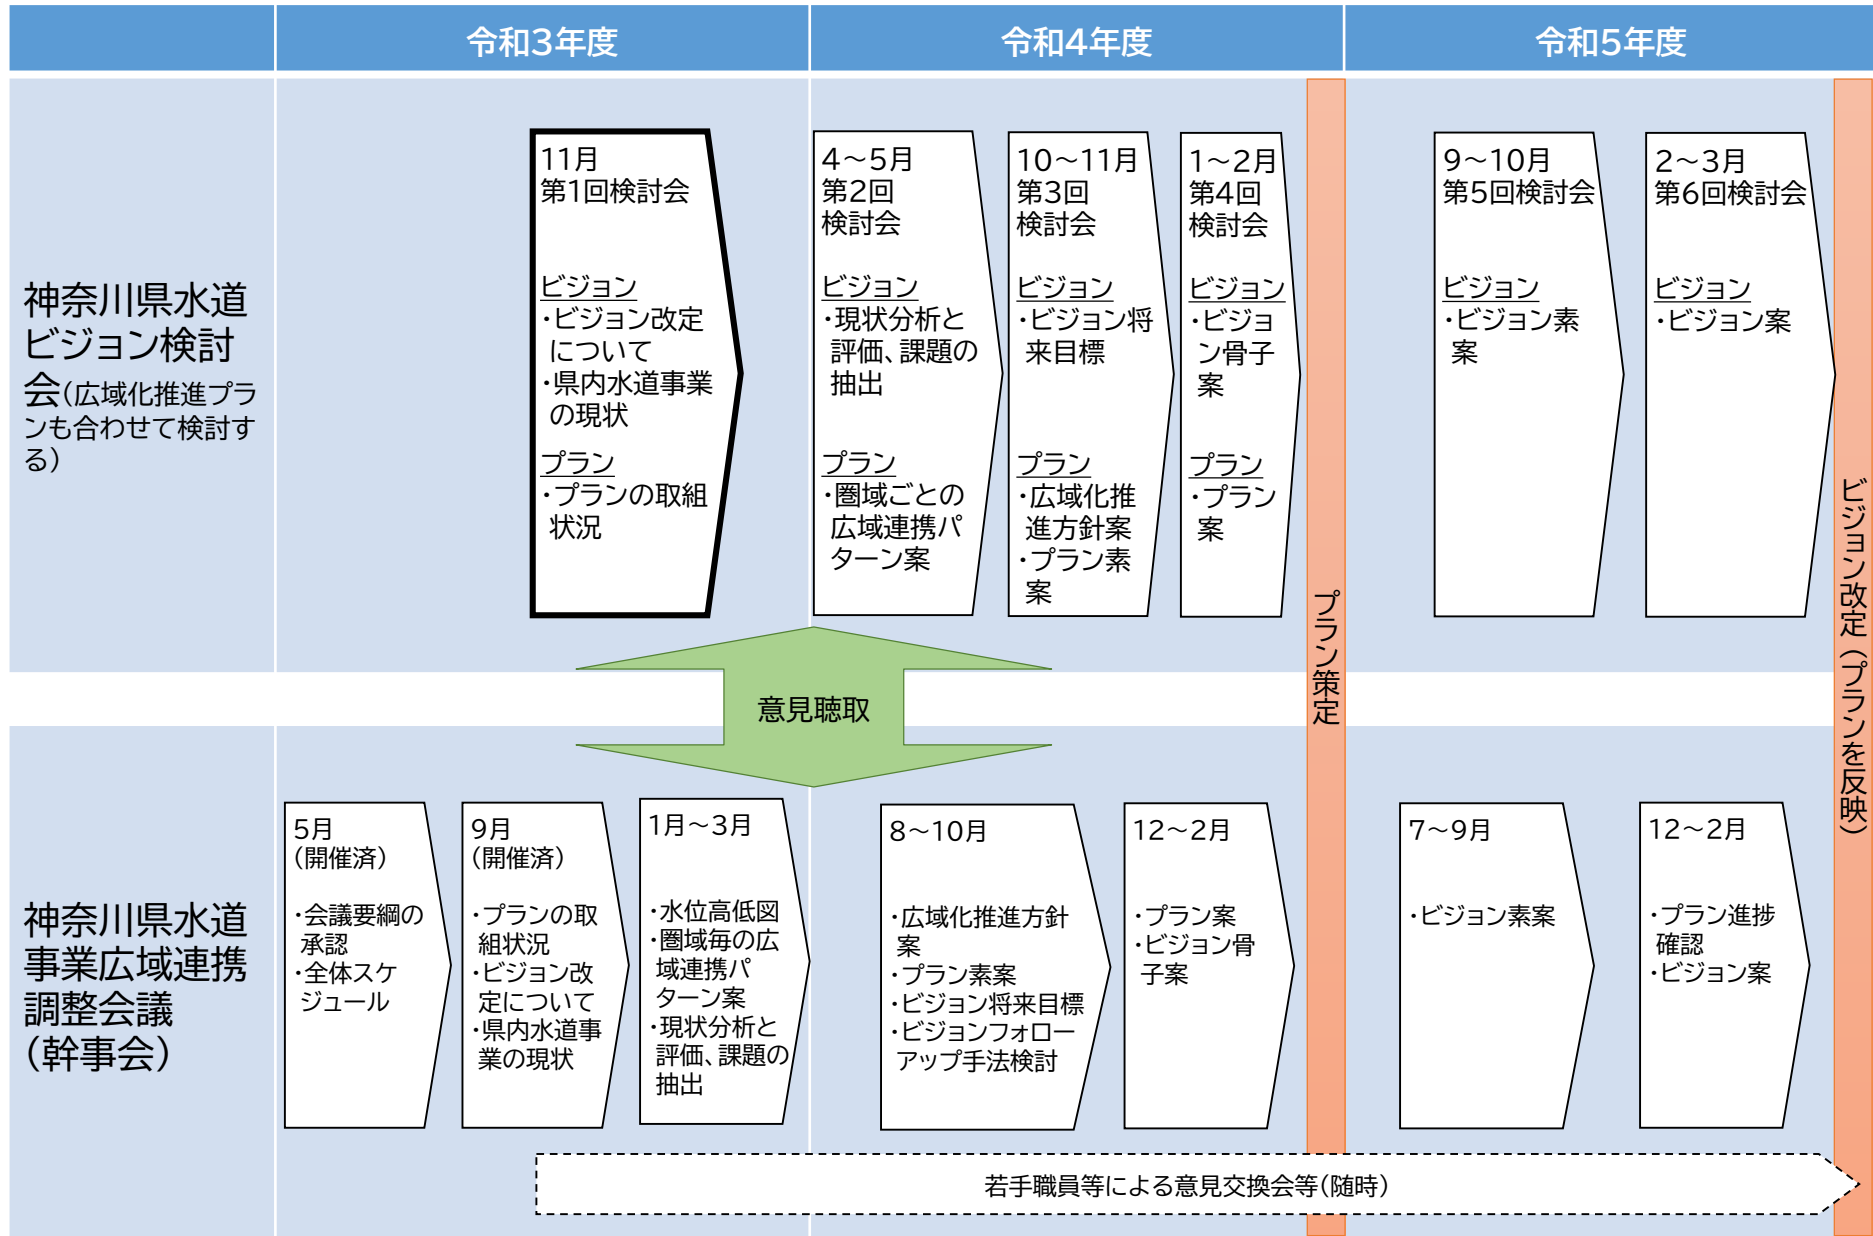 令和3年度
令和4年度
令和5年度
神奈川県水道
ビジョン検討
会(広域化推進プラ
ンも合わせて検討す
る)
11月
第1回検討会
ビジョン
・ビジョン改定
について
・県内水道事業
の現状
プラン
・プランの取組
状況
4～5月
第2回
検討会
ビジョン
・現状分析と
評価、課題の
抽出
プラン
・圏域ごとの
広域連携パ
ターン案
10～11月
第3回
検討会
ビジョン
・ビジョン将
来目標
プラン
・広域化推
進方針案
・プラン素
案
1～2月
第4回
検討会
ビジョン
・ビジョ
ン骨子
案
プラン
・プラン
案
プラン策定
9～10月
第5回検討会
ビジョン
・ビジョン素
案
2～3月
第6回検討会
ビジョン
・ビジョン案
ビジョン改定(プランを反映)
意見聴取
神奈川県水道
事業広域連携
調整会議
(幹事会)
5月
(開催済)
・会議要綱の
承認
・全体スケ
ジュール
9月
(開催済)
・プランの取
組状況
・ビジョン改
定について
・県内水道事
業の現状
1月～3月
・水位高低図
・圏域毎の広
域連携パ
ターン案
・現状分析と
評価、課題の
抽出
8～10月
・広域化推進方針
案
・プラン素案
・ビジョン将来目標
・ビジョンフォロー
アップ手法検討
12～2月
・プラン案
・ビジョン骨
子案
7～9月
・ビジョン素案
12～2月
・プラン進捗
確認
・ビジョン案
若手職員等による意見交換会等(随時)